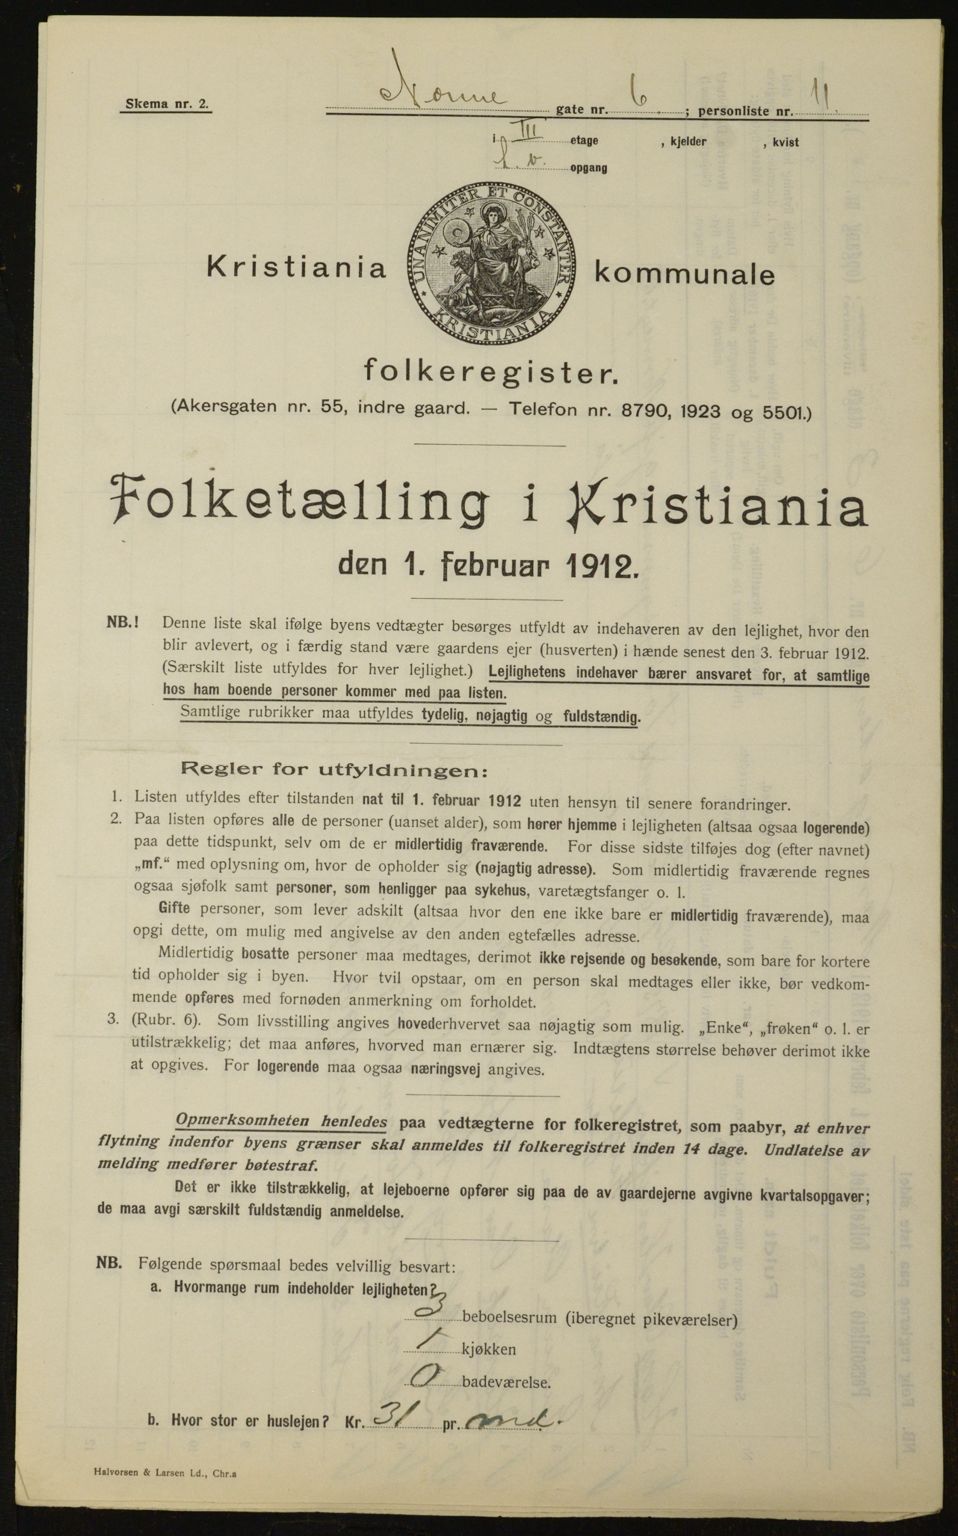 Skema nr. 2.
Norme gate nr. 6 ; personliste nr. 11.
i III etage , kjelder , kvist
h. v. opgang
UNANIMITER ET CONSTANTER
KRISTIANIA
Kristiania kommunale
folkeregister.
(Akersgaten nr. 55, indre gaard. — Telefon nr. 8790, 1923 og 5501.)
Folketælling i Kristiania
den 1. februar 1912.
NB.! Denne liste skal ifølge byens vedtægter besørges utfyldt av indehaveren av den lejlighet, hvor den
blir avlevert, og i færdig stand være gaardens ejer (husverten) i hænde senest den 3. februar 1912.
(Særskilt liste utfyldes for hver lejlighet.) Lejlighetens indehaver bærer ansvaret for, at samtlige
hos ham boende personer kommer med paa listen.
Samtlige rubrikker maa utfyldes tydelig, nøjagtig og fuldstændig.
Regler for utfyldningen:
1. Listen utfyldes efter tilstanden nat til 1. februar 1912 uten hensyn til senere forandringer.
2. Paa listen opføres alle de personer (uanset alder), som hører hjemme i lejligheten (altsaa ogsaa logerende)
paa dette tidspunkt, selv om de er midlertidig fraværende. For disse sidste tilføjes dog (efter navnet)
„mf.“ med oplysning om, hvor de opholder sig (nøjagtig adresse). Som midlertidig fraværende regnes
ogsaa sjøfolk samt personer, som henligger paa sykehus, varetægtsfanger o. l.
Gifte personer, som lever adskilt (altsaa hvor den ene ikke bare er midlertidig fraværende), maa
opgi dette, om mulig med angivelse av den anden egtefælles adresse.
Midlertidig bosatte personer maa medtages, derimot ikke rejsende og besøkende, som bare for kortere
tid opholder sig i byen. Hvor tvil opstaar, om en person skal medtages eller ikke, bør vedkom-
mende opføres med fornøden anmerkning om forholdet.
3. (Rubr. 6). Som livsstilling angives hovederhvervet saa nøjagtig som mulig. „Enke“, „frøken“ o. l. er
utilstrækkelig; det maa anføres, hvorved man ernærer sig. Indtægtens størrelse behøver derimot ikke
at opgives. For logerende maa ogsaa næringsvej angives.
Opmerksomheten henledes paa vedtægterne for folkeregistret, som paabyr, at enhver
flytning indenfor byens grænser skal anmeldes til folkeregistret inden 14 dage. Undlatelse av
melding medfører bøtestraf.
Det er ikke tilstrækkelig, at lejeboerne opfører sig paa de av gaardejerne avgivne kvartalsopgaver;
de maa avgi særskilt fuldstændig anmeldelse.
NB. Følgende spørsmaal bedes velvillig besvart:
a. Hvormange rum indeholder lejligheten?
3 beboelsesrum (iberegnet pikeværelser)
1 kjøkken
0 badeværelse.
b. Hvor stor er huslejen? Kr. 31 pr. md.
Halvorsen & Larsen Ld., Chr.a